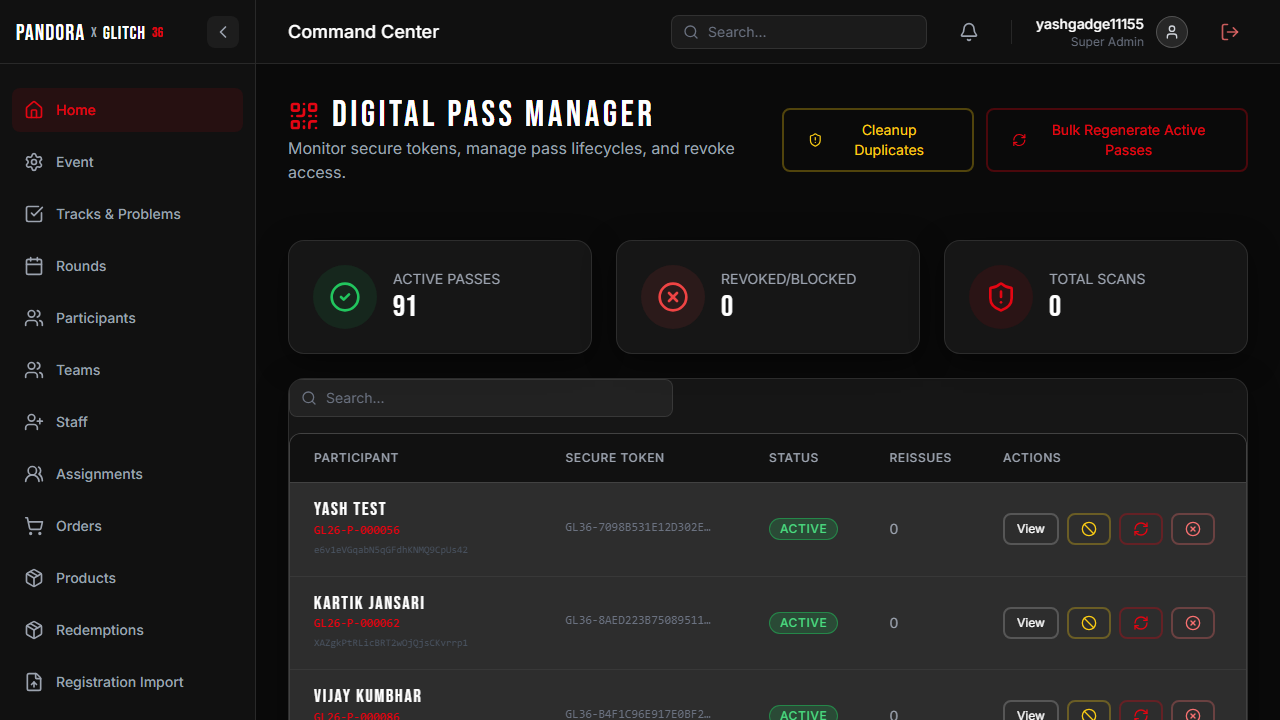 PANDORA X GLITCH 36
Command Center
Search...
yashgadge11155
Super Admin
Home
Event
Tracks & Problems
Rounds
Participants
Teams
Staff
Assignments
Orders
Products
Redemptions
Registration Import
DIGITAL PASS MANAGER
Monitor secure tokens, manage pass lifecycles, and revoke
access.
Cleanup
Duplicates
Bulk Regenerate Active
Passes
ACTIVE PASSES
91
REVOKED/BLOCKED
0
TOTAL SCANS
0
Search...
PARTICIPANT SECURE TOKEN STATUS REISSUES ACTIONS
YASH TEST
GL26-P-000056
e6v1eVGqabNSqGFdhKNMQ9CpUs42
GL36-7098B531E12D302E…
ACTIVE
0
View
KARTIK JANSARI
GL26-P-000062
XAZgkPtRLicBRT2wOjQjsCKvrrp1
GL36-8AED223B75089511…
ACTIVE
0
View
VIJAY KUMBHAR
GL26-P-000086
GL36-B4F1C96E917E0BF2…
ACTIVE
0
View